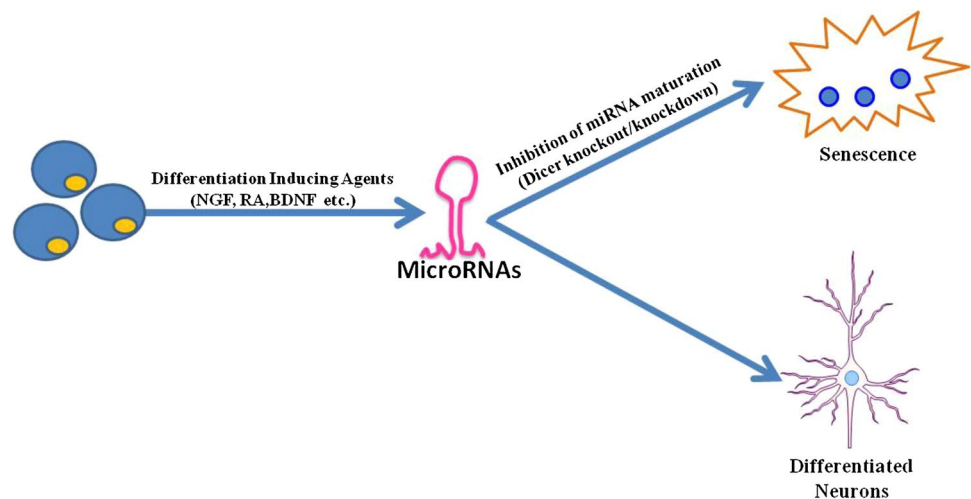 Differentiation Inducing Agents
(NGF, RA,BDNF etc.)
MicroRNAs
Inhibition of miRNA maturation
(Dicer knockout/knockdown)
Senescence
Differentiated
Neurons